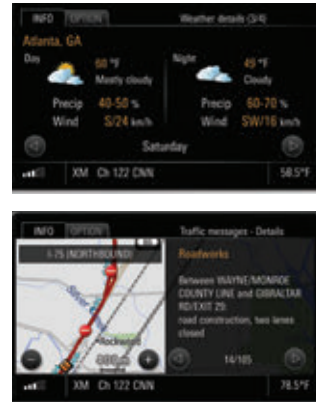 INFO OPTION Weather details (3/4)
Atlanta, GA
Day 68 °F Night 49 °F
Mostly cloudy Cloudy
Precip 40-50 % Precip 60-70 %
Wind S/24 km/h Wind SW/16 km/h
Saturday
XM Ch 122 CNN 58.5°F
INFO OPTION Traffic messages - Details
I-75 (NORTHBOUND) Roadworks
Between WAYNE/MONROE
COUNTY LINE and GIBRALTAR
RD/EXIT 29:
road construction, two lanes
closed
Rockwood
14/105
XM Ch 122 CNN 78.5°F